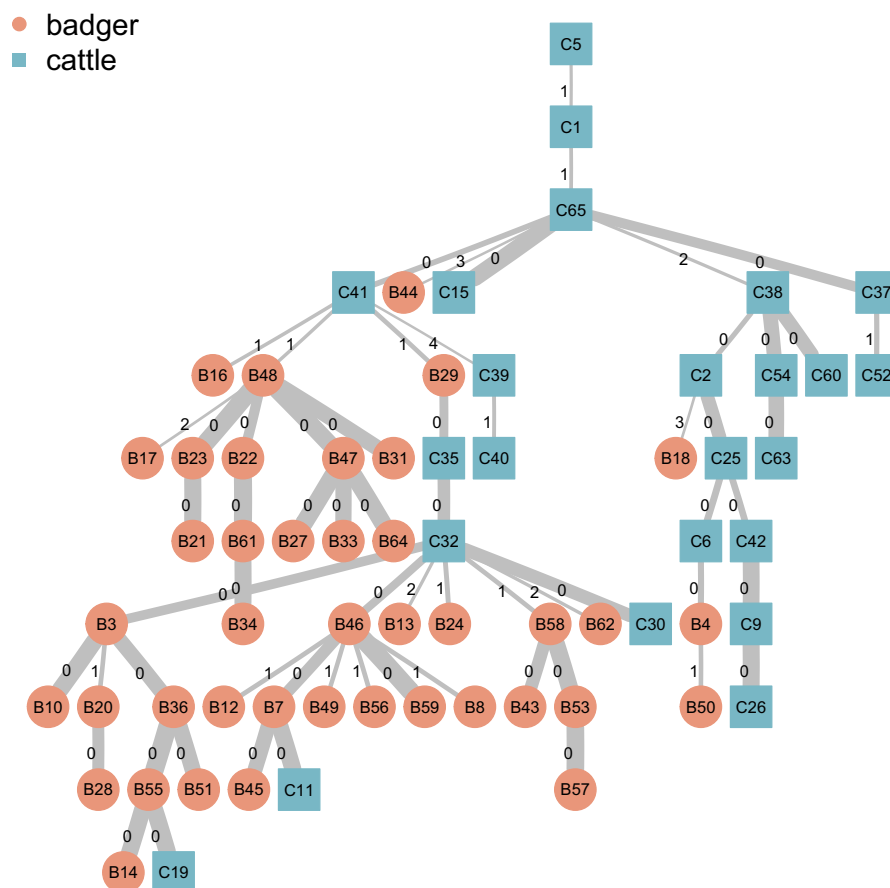 badger
cattle
C5
1
C1
1
C65
0 3 0 2 0
C41 B44 C15 C38 C37
1 1 1 4 0 0 0 1
B16 B48 B29 C39 C2 C54 C60 C52
2 0 0 0 0 0 1 3 0 0
B17 B23 B22 B47 B31 C35 C40 B18 C25 C63
0 0 0 0 0 0 0 0
B21 B61 B27 B33 B64 C32 C6 C42
0 0 0 2 1 1 2 0 0 0
B3 B34 B46 B13 B24 B58 B62 C30 B4 C9
0 1 0 1 0 1 1 0 1 0 0 1 0
B10 B20 B36 B12 B7 B49 B56 B59 B8 B43 B53 B50 C26
0 0 0 0 0 0
B28 B55 B51 B45 C11 B57
0 0
B14 C19